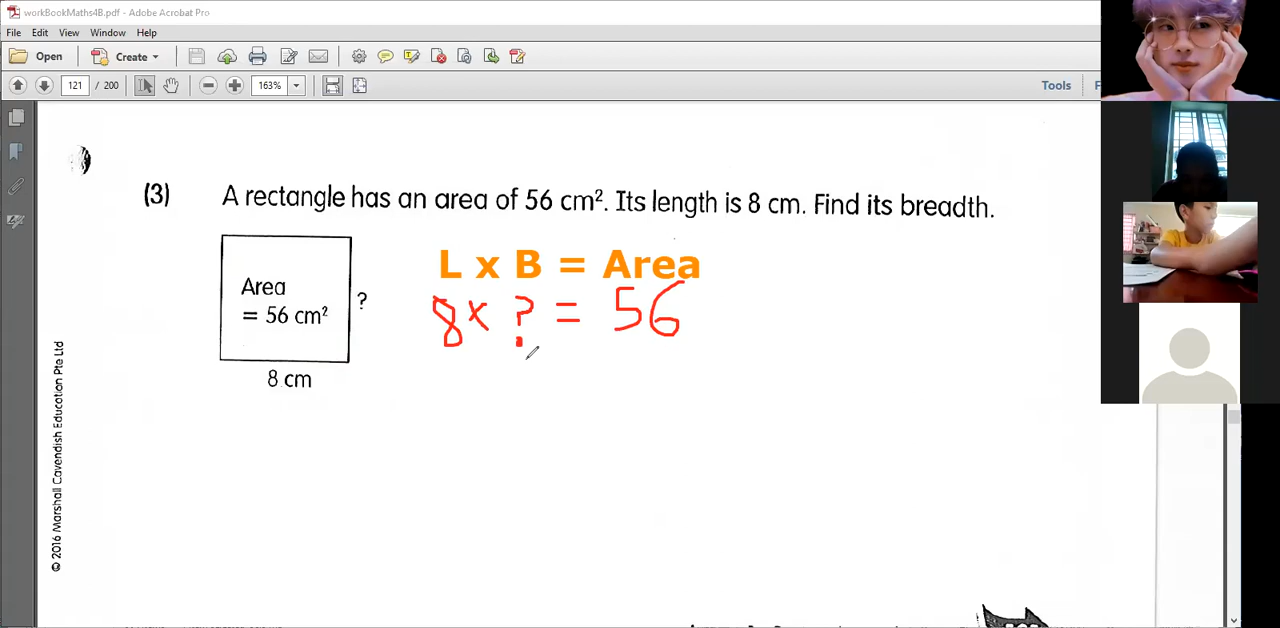 workBookMaths4B.pdf - Adobe Acrobat Pro
File Edit View Window Help
Open Create
121 / 200 163% Tools
(3) A rectangle has an area of 56 cm². Its length is 8 cm. Find its breadth.
Area
= 56 cm²
?
8 cm
L x B = Area
8 x ? = 56
© 2016 Marshall Cavendish Education Pte Ltd